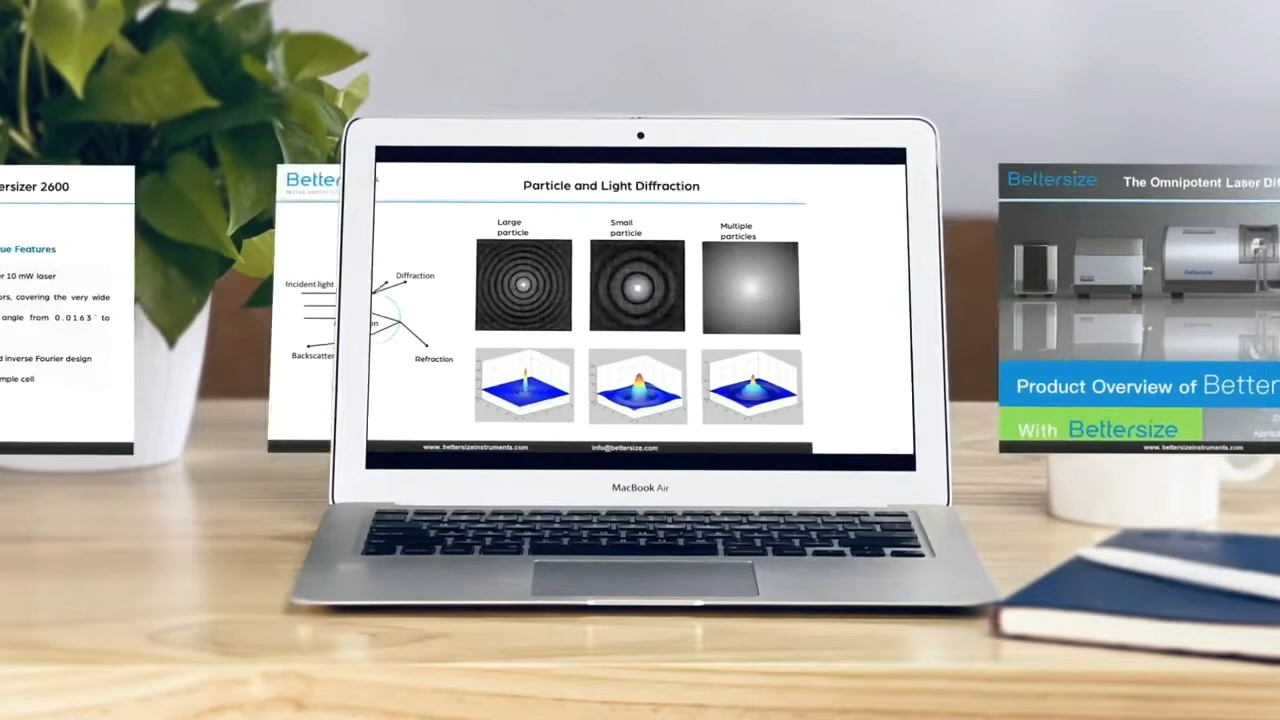 ersizer 2600
ue Features
r 10 mW laser
ors, covering the very wide
angle from 0.0163° to
d inverse Fourier design
mple cell
Better
Incident light
Diffraction
Backscatter
Refraction
Particle and Light Diffraction
Large
particle
Small
particle
Multiple
particles
www.bettersizeinstruments.com
info@bettersize.com
MacBook Air
Bettersize
The Omnipotent Laser Dif
Product Overview of Better
With Bettersize
www.bettersizeinstruments.com